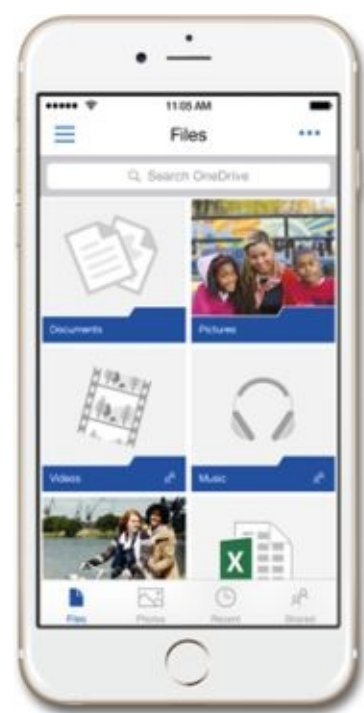 11:05 AM
Files
Search OneDrive
Documents
Pictures
Videos
Music
X
Files
Photos
Recent
Shared